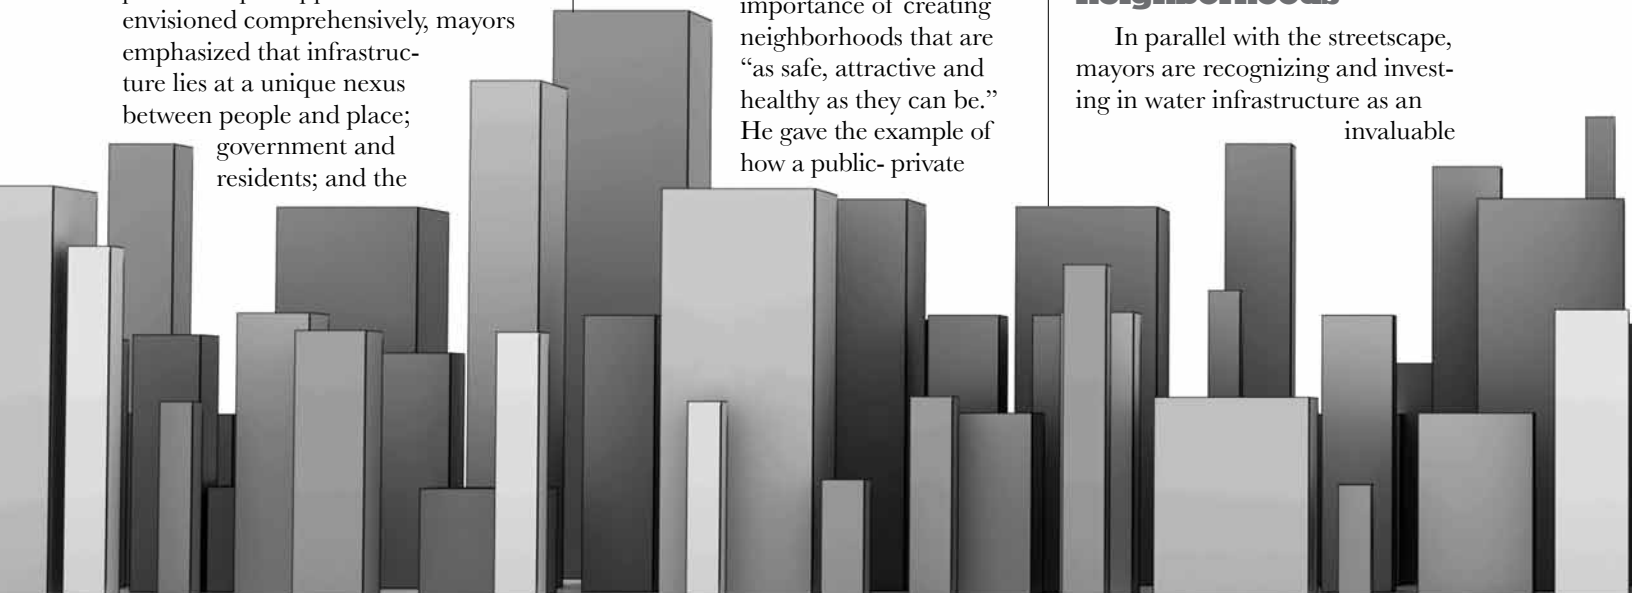 envisioned comprehensively, mayors
emphasized that infrastruc-
ture lies at a unique nexus
between people and place;
government and
residents; and the
importance of creating
neighborhoods that are
“as safe, attractive and
healthy as they can be.”
He gave the example of
how a public- private
neighborhoods
In parallel with the streetscape,
mayors are recognizing and invest-
ing in water infrastructure as an
invaluable